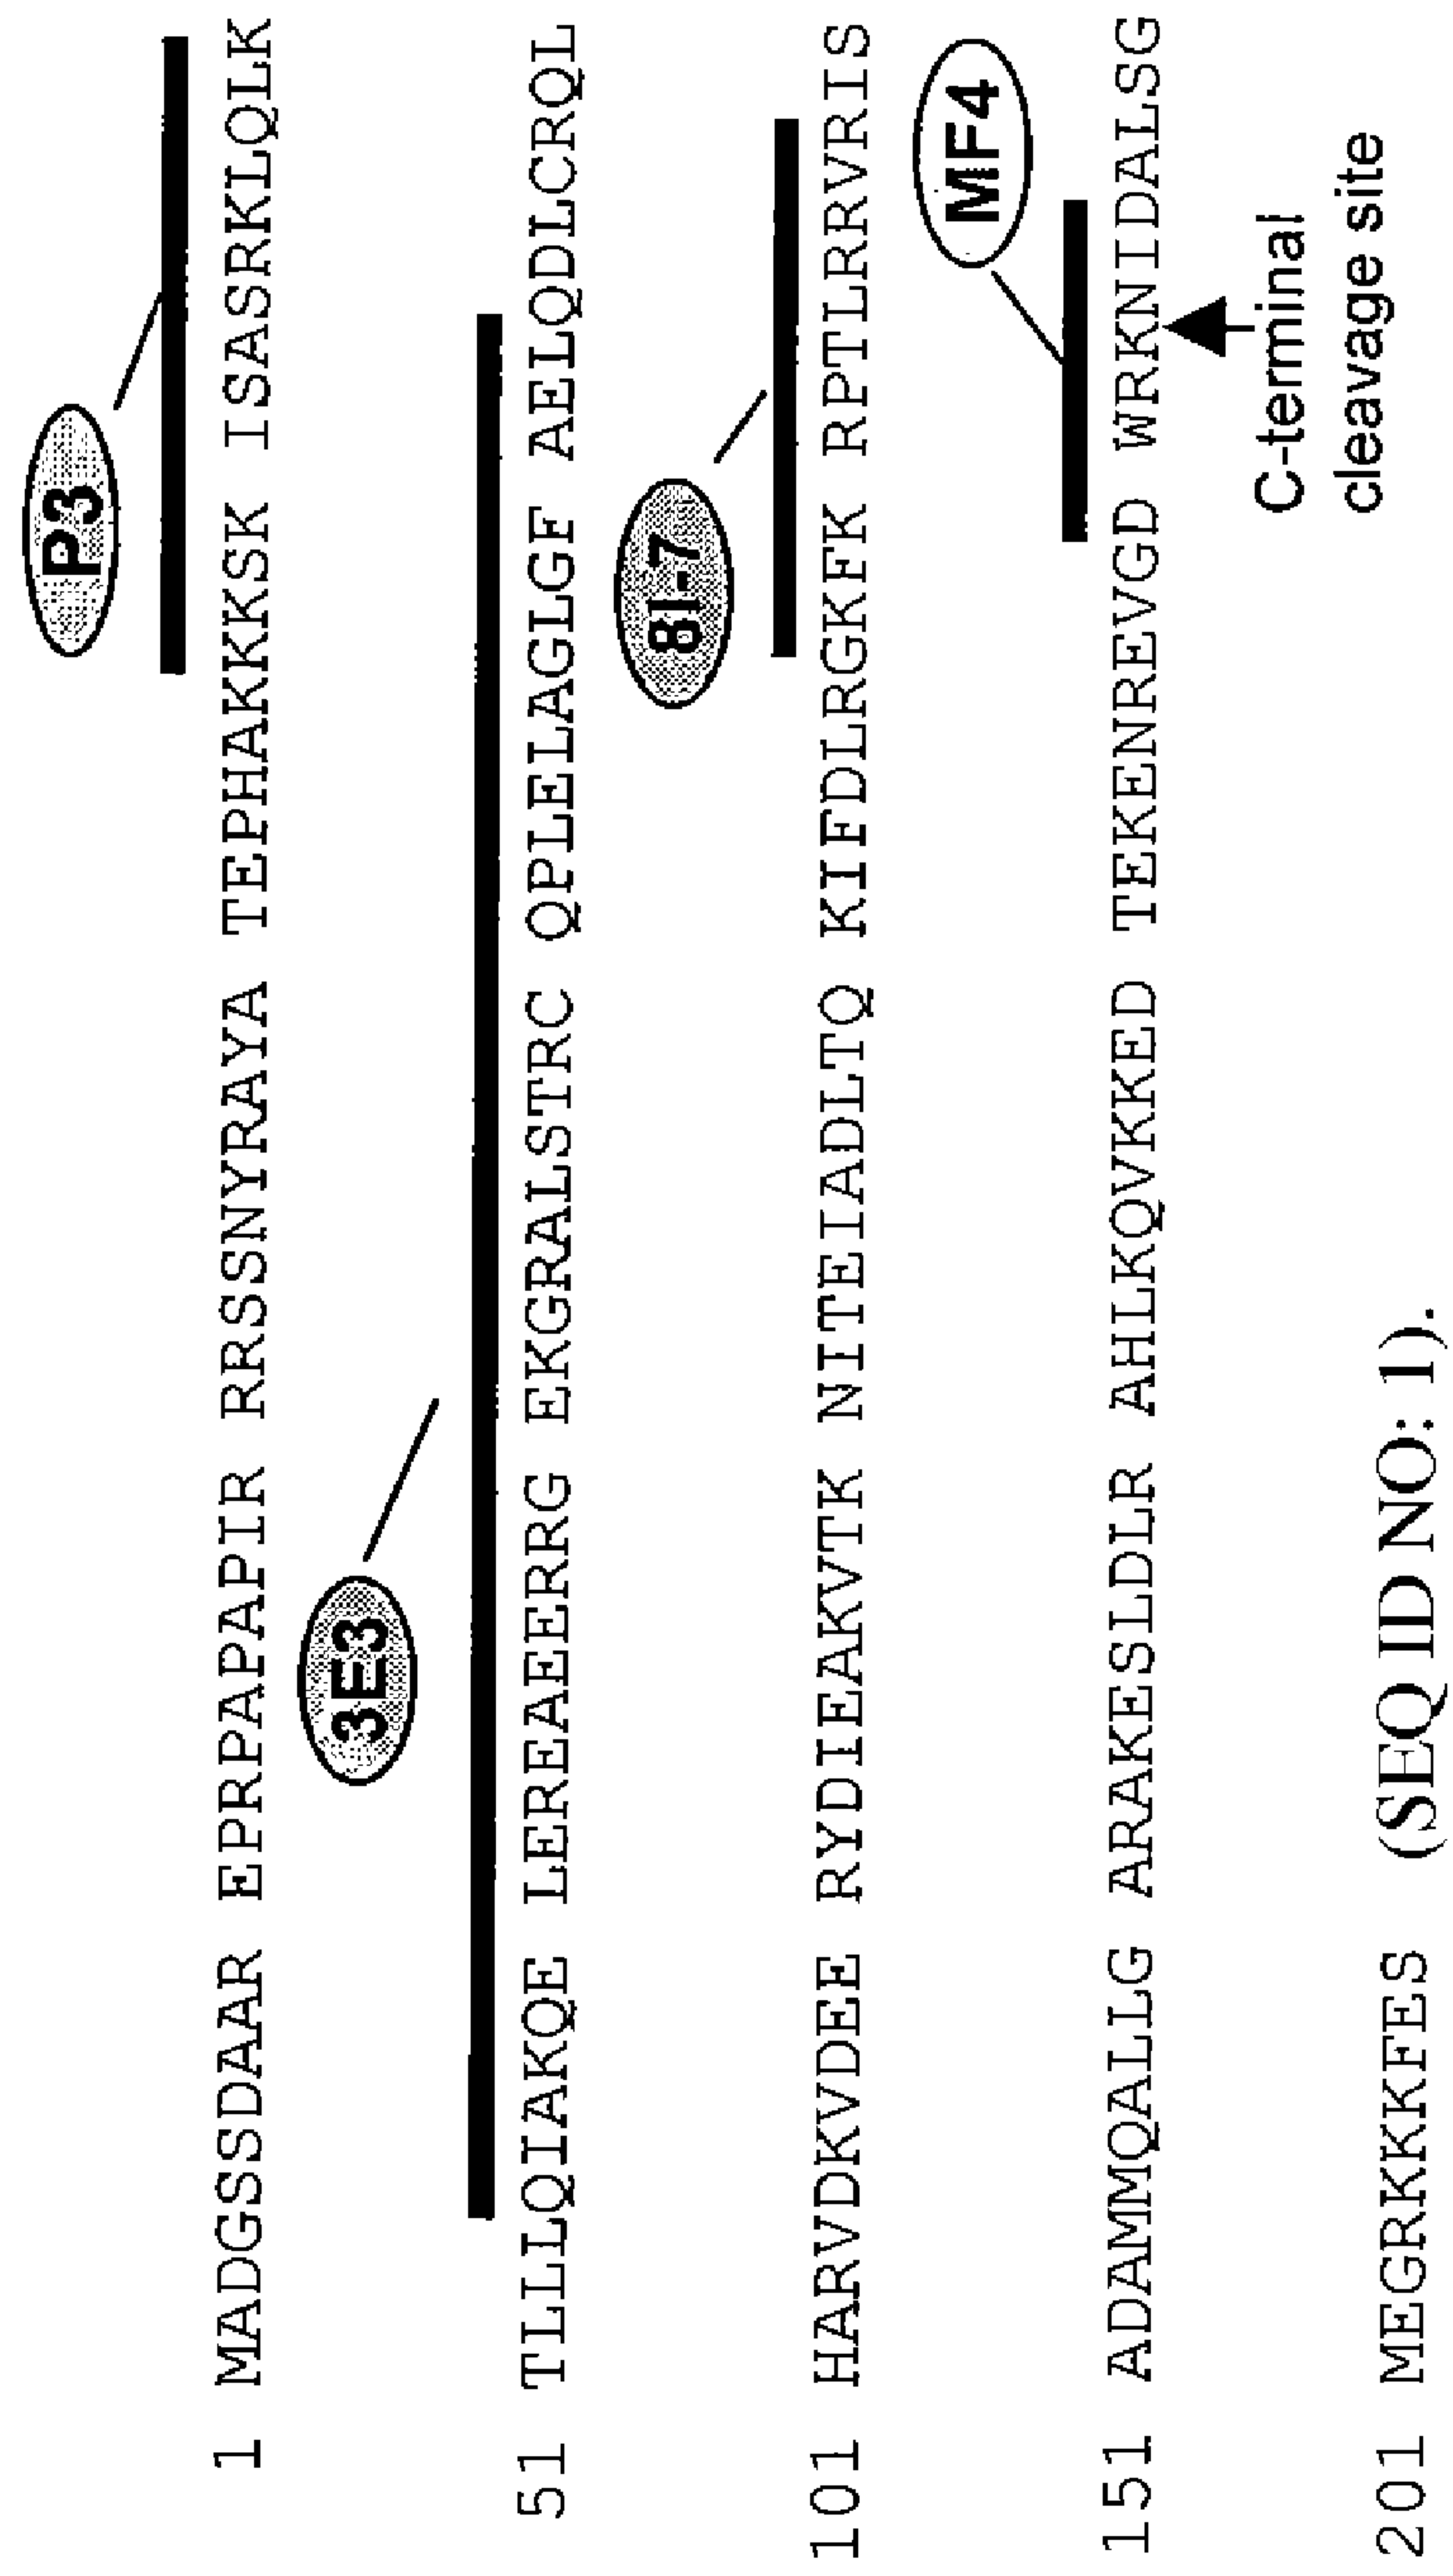 P3
1 MADGSSDAAR EPRPAPAPIR RRSSNYRAYA TEPHAKKKSK ISASRKLQLK
3E3
51 TLLLQIAKQE LEREAEERRG EKGRALSTRC QPLELAGLGF AELQDLCRQL
8I-7
101 HARVDKVDEE RYDIEAKVTK NITEIADLTQ KIFDLRGKFK RPTLRRVRIS
MF4
151 ADAMMQALLG ARAKESLDLR AHLKQVKKED TEKENREVGD WRKNIDALSG
C-terminal
cleavage site
201 MEGRKKKFES (SEQ ID NO: 1).